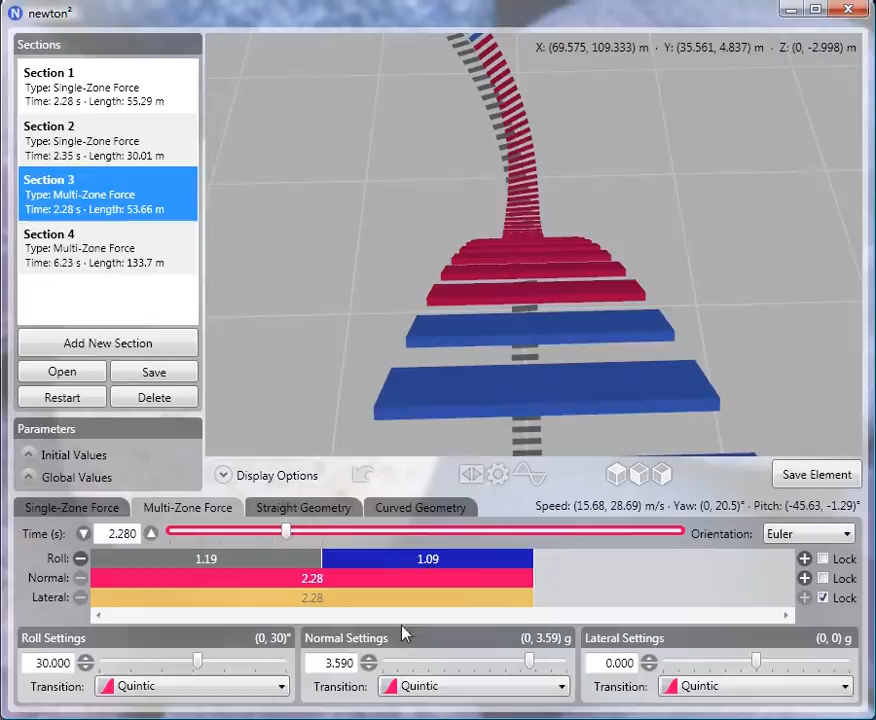 newton²
Sections
X: (69.575, 109.333) m · Y: (35.561, 4.837) m · Z: (0, -2.998) m
Section 1
Type: Single-Zone Force
Time: 2.28 s · Length: 55.29 m
Section 2
Type: Single-Zone Force
Time: 2.35 s · Length: 30.01 m
Section 3
Type: Multi-Zone Force
Time: 2.28 s · Length: 53.66 m
Section 4
Type: Multi-Zone Force
Time: 6.23 s · Length: 133.7 m
Add New Section
Open Save
Restart Delete
Parameters
Initial Values
Global Values
Display Options
Save Element
Single-Zone Force Multi-Zone Force Straight Geometry Curved Geometry
Speed: (15.68, 28.69) m/s · Yaw: (0, 20.5)° · Pitch: (-45.63, -1.29)°
Time (s): 2.280 Orientation: Euler
Roll: 1.19 1.09 Lock
Normal: 2.28 Lock
Lateral: 2.28 Lock
Roll Settings (0, 30)° Normal Settings (0, 3.59) g Lateral Settings (0, 0) g
30.000 3.590 0.000
Transition: Quintic Transition: Quintic Transition: Quintic